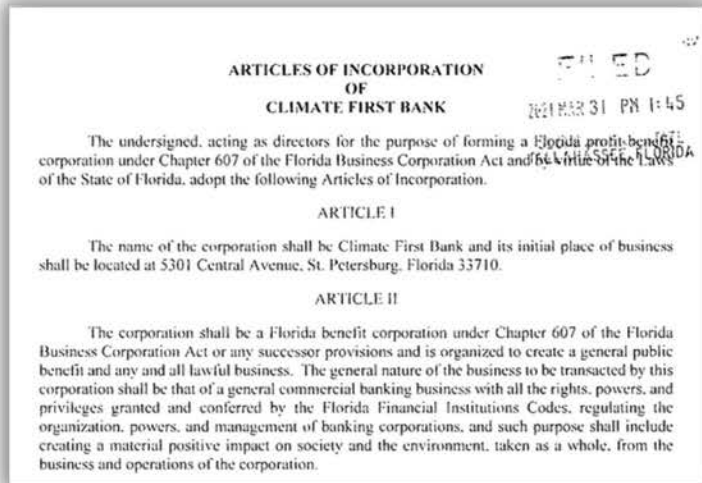 ARTICLES OF INCORPORATION
OF
CLIMATE FIRST BANK
FILED
2021 MAR 31 PM 1:45
TALLAHASSEE, FLORIDA
The undersigned, acting as directors for the purpose of forming a Florida profit benefit
corporation under Chapter 607 of the Florida Business Corporation Act and by virtue of the Laws
of the State of Florida, adopt the following Articles of Incorporation.
ARTICLE I
The name of the corporation shall be Climate First Bank and its initial place of business
shall be located at 5301 Central Avenue, St. Petersburg, Florida 33710.
ARTICLE II
The corporation shall be a Florida benefit corporation under Chapter 607 of the Florida
Business Corporation Act or any successor provisions and is organized to create a general public
benefit and any and all lawful business. The general nature of the business to be transacted by this
corporation shall be that of a general commercial banking business with all the rights, powers, and
privileges granted and conferred by the Florida Financial Institutions Codes, regulating the
organization, powers, and management of banking corporations, and such purpose shall include
creating a material positive impact on society and the environment, taken as a whole, from the
business and operations of the corporation.